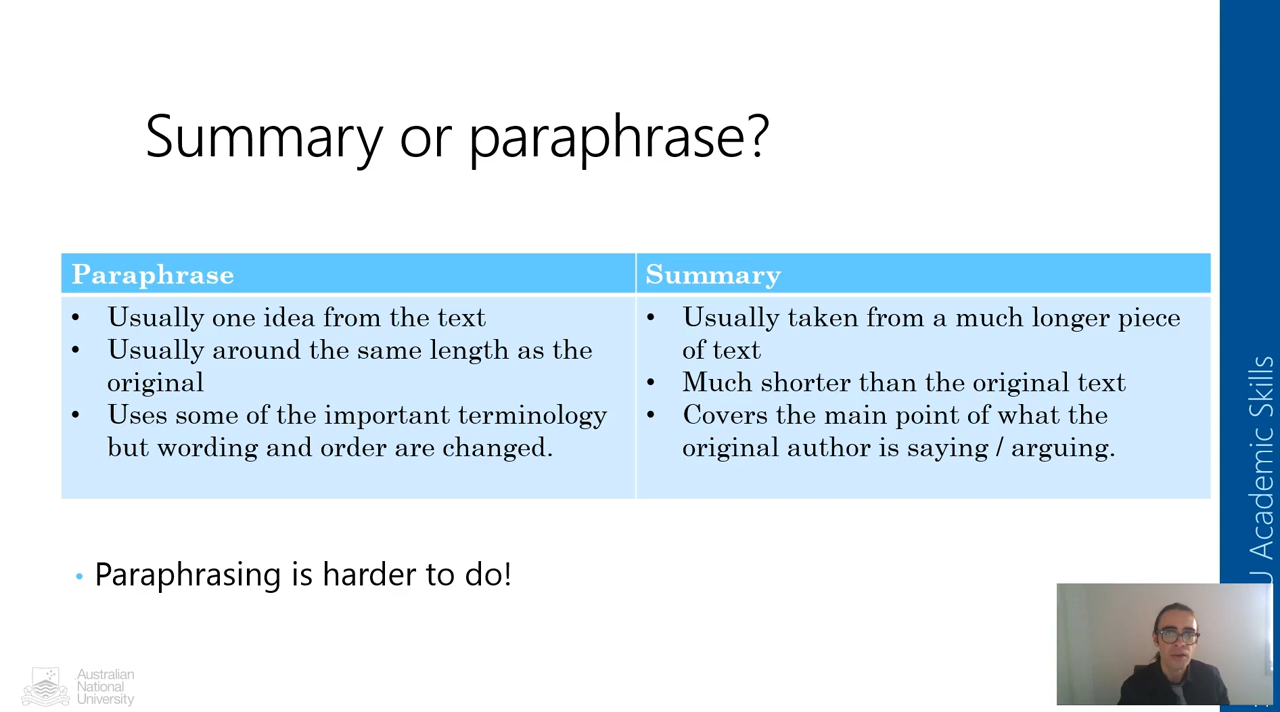 Summary or paraphrase?
Paraphrase
Summary
• Usually one idea from the text
• Usually around the same length as the
original
• Uses some of the important terminology
but wording and order are changed.
• Usually taken from a much longer piece
of text
• Much shorter than the original text
• Covers the main point of what the
original author is saying / arguing.
• Paraphrasing is harder to do!
Australian
National
University
U Academic Skills